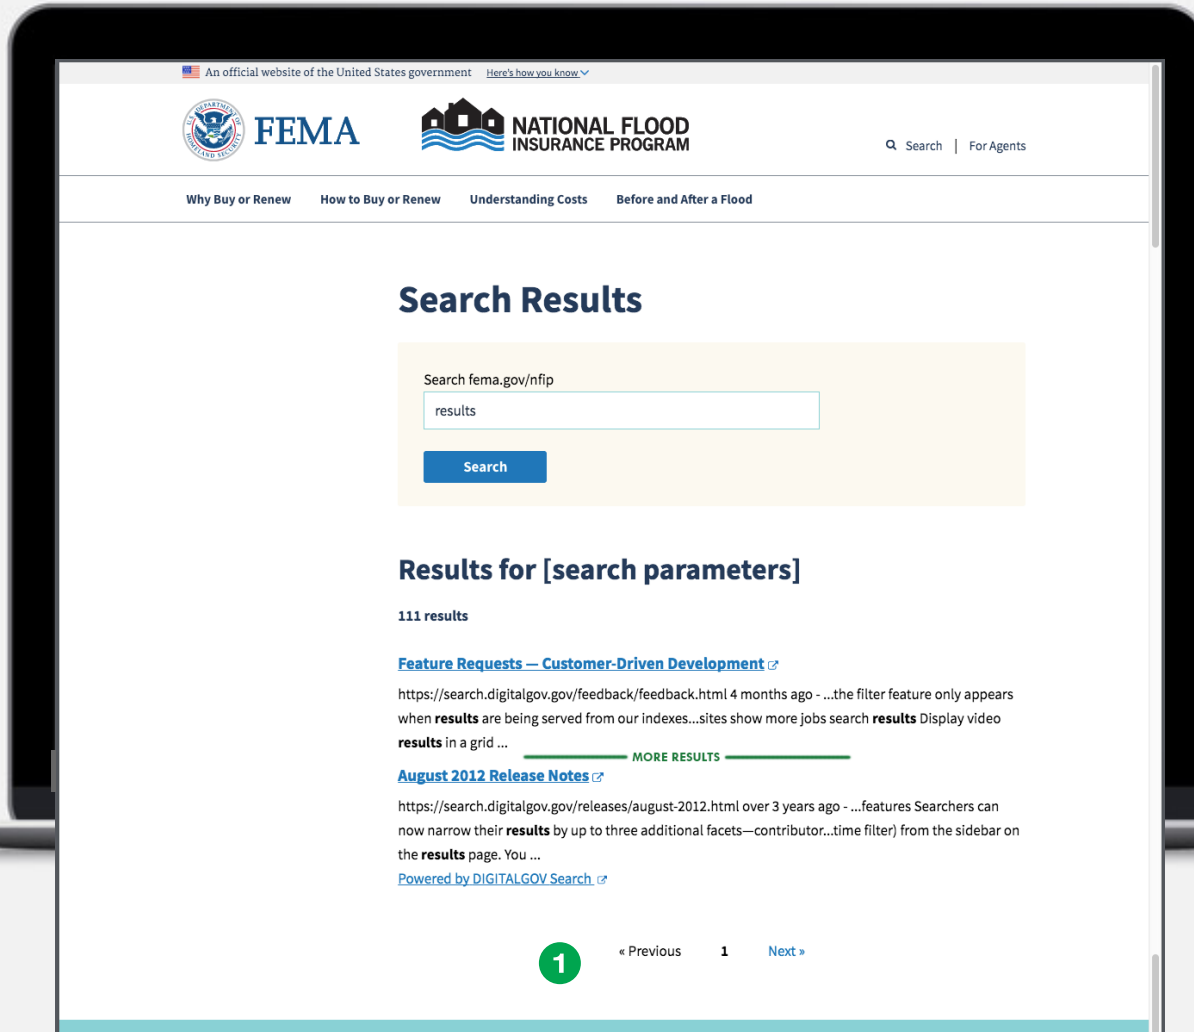 An official website of the United States government Here's how you know
U.S. DEPARTMENT OF HOMELAND SECURITY
FEMA
NATIONAL FLOOD
INSURANCE PROGRAM
Search | For Agents
Why Buy or Renew How to Buy or Renew Understanding Costs Before and After a Flood
Search Results
Search fema.gov/nfip
results
Search
Results for [search parameters]
111 results
Feature Requests — Customer-Driven Development
https://search.digitalgov.gov/feedback/feedback.html 4 months ago - ...the filter feature only appears
when results are being served from our indexes...sites show more jobs search results Display video
results in a grid ...
MORE RESULTS
August 2012 Release Notes
https://search.digitalgov.gov/releases/august-2012.html over 3 years ago - ...features Searchers can
now narrow their results by up to three additional facets—contributor...time filter) from the sidebar on
the results page. You ...
Powered by DIGITALGOV Search
1 « Previous 1 Next »